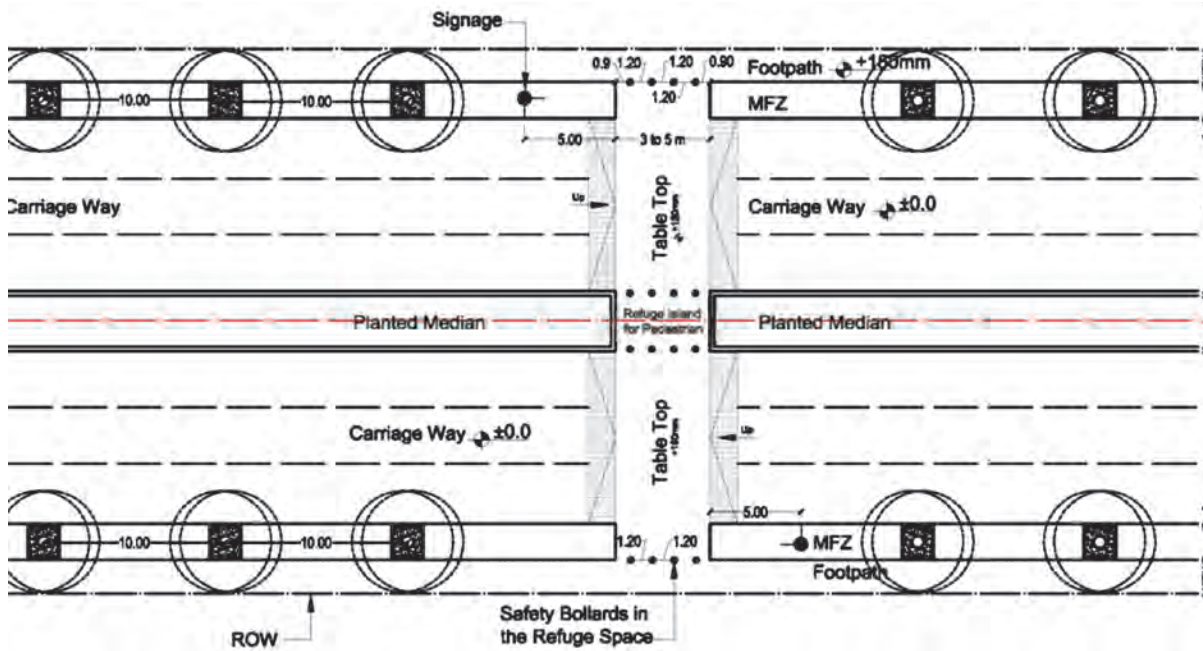 Signage
0.9
1.20
1.20
0.90
1.20
Footpath
+150mm
MFZ
10.00
10.00
5.00
3 to 5 m
Carriage Way
Up
Table Top
Carriage Way
±0.0
Planted Median
Refuge Island
for Pedestrian
Planted Median
Carriage Way
±0.0
Table Top
+150mm
Up
5.00
10.00
10.00
1.20
1.20
MFZ
Footpath
Safety Bollards in
the Refuge Space
ROW